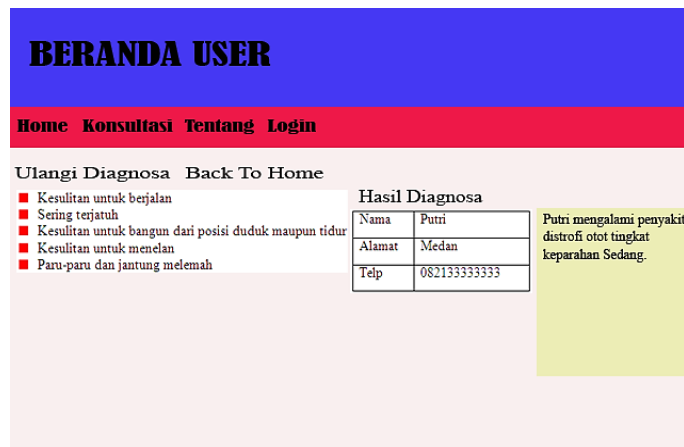 BERANDA USER
Home Konsultasi Tentang Login
Ulangi Diagnosa Back To Home
Kesulitan untuk berjalan
Sering terjatuh
Kesulitan untuk bangun dari posisi duduk maupun tidur
Kesulitan untuk menelan
Paru-paru dan jantung melemah
Hasil Diagnosa
Nama Putri
Alamat Medan
Telp 082133333333
Putri mengalami penyakit
distrofi otot tingkat
keparahan Sedang.